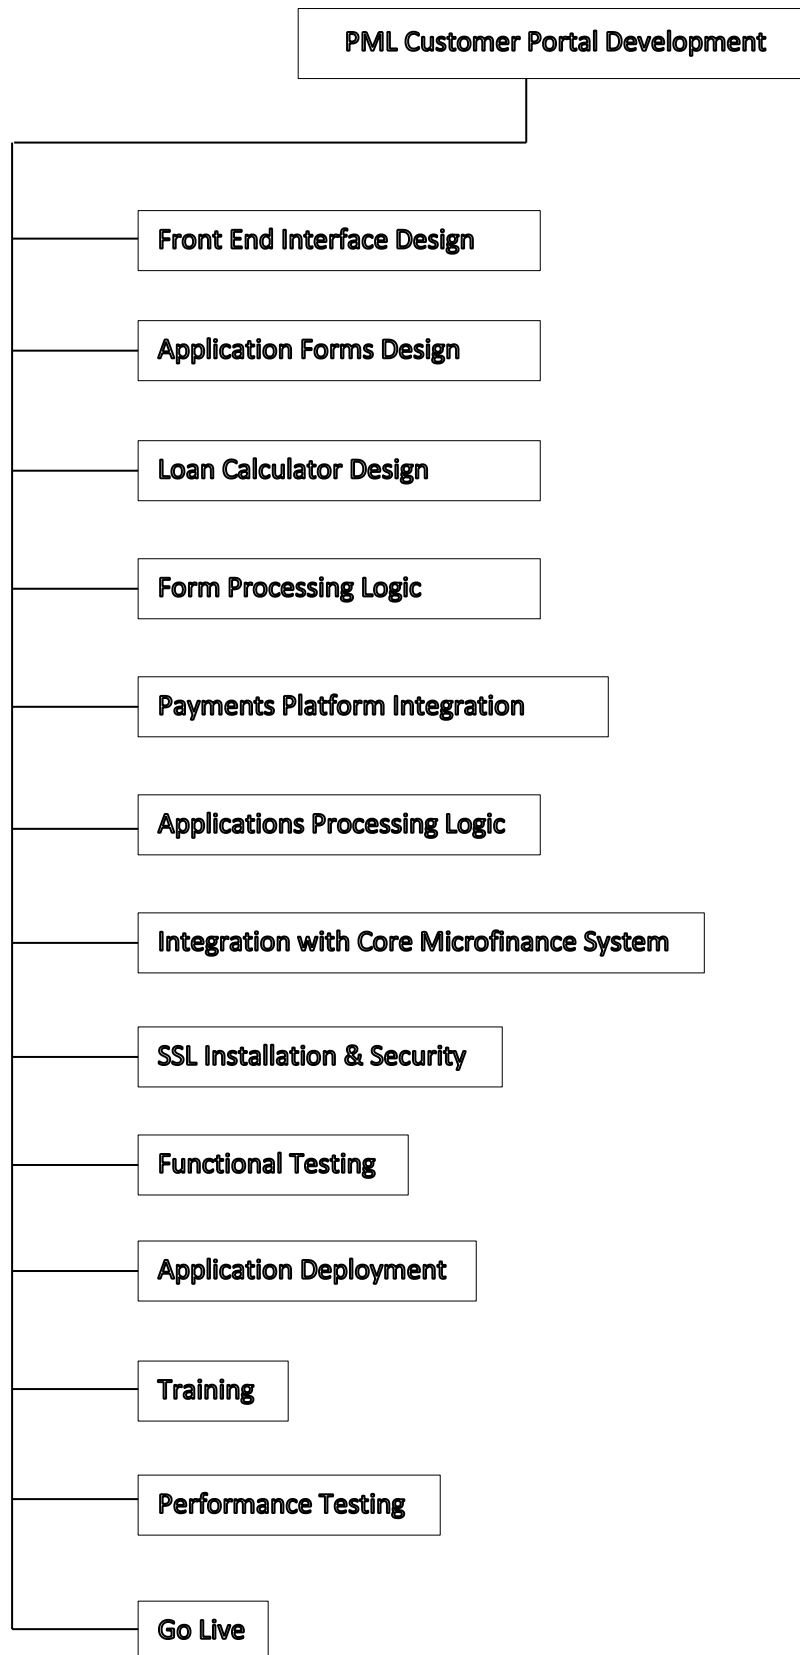 PML Customer Portal Development
Front End Interface Design
Application Forms Design
Loan Calculator Design
Form Processing Logic
Payments Platform Integration
Applications Processing Logic
Integration with Core Microfinance System
SSL Installation & Security
Functional Testing
Application Deployment
Training
Performance Testing
Go Live